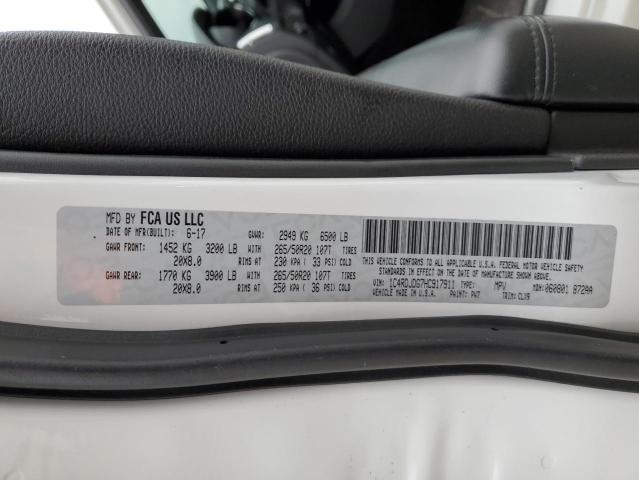 MFD BY FCA US LLC
DATE OF MFR(BUILT): 6-17 GVWR: 2949 KG 6500 LB
GAWR FRONT: 1452 KG 3200 LB WITH 265/50R20 107T TIRES
20X8.0 RIMS AT 230 KPA ( 33 PSI) COLD
GAWR REAR: 1770 KG 3900 LB WITH 265/50R20 107T TIRES
20X8.0 RIMS AT 250 KPA ( 36 PSI) COLD
THIS VEHICLE CONFORMS TO ALL APPLICABLE U.S.A. FEDERAL MOTOR VEHICLE SAFETY
STANDARDS IN EFFECT ON THE DATE OF MANUFACTURE SHOWN ABOVE.
VEHICLE MADE IN U.S.A.
VIN: 1C4RDJDG7HC917911 TYPE: MPV MDH: 060801 872AA
PAINT: PW7 TRIM: CLX9